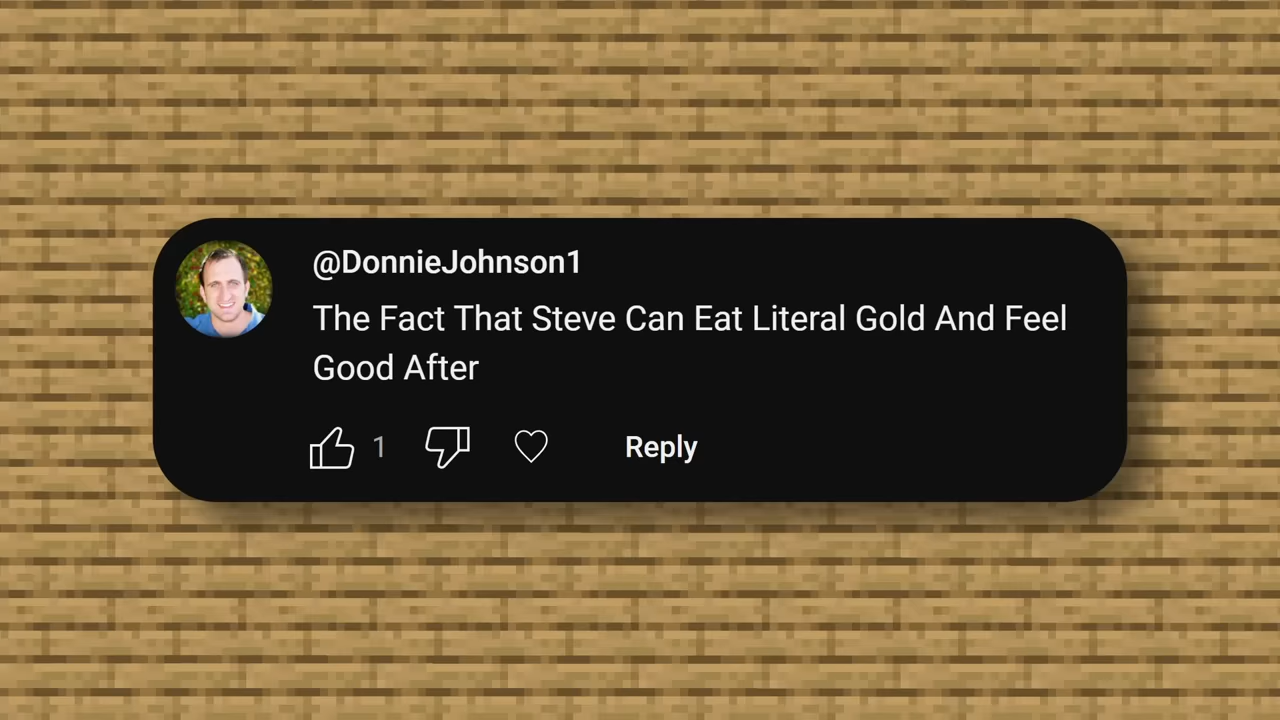 @DonnieJohnson1
The Fact That Steve Can Eat Literal Gold And Feel
Good After
1
Reply